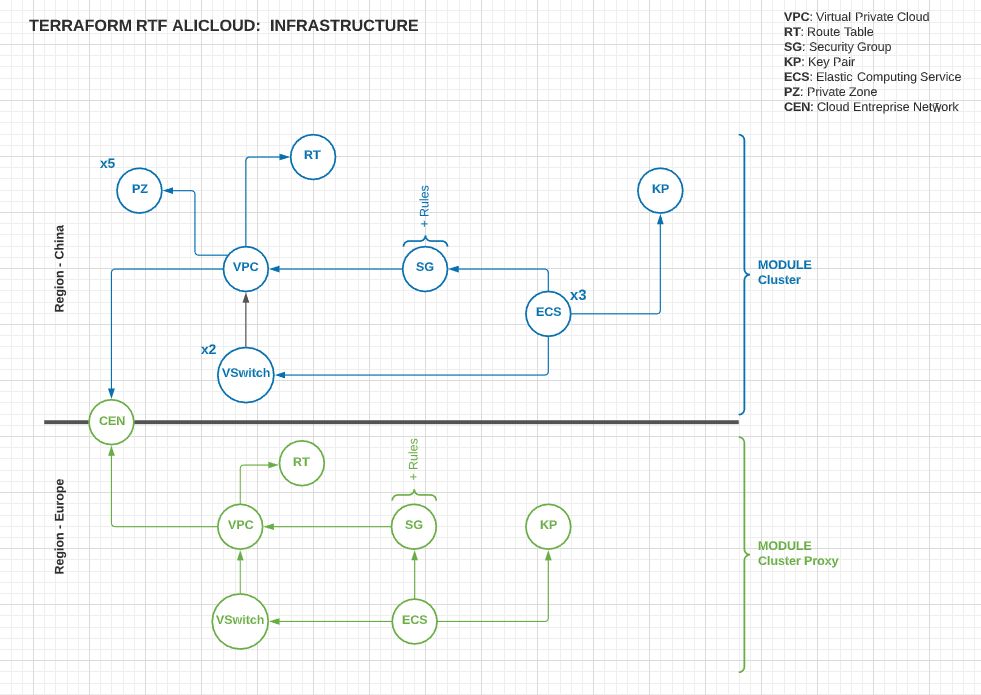 TERRAFORM RTF ALICLOUD:  INFRASTRUCTURE
VPC: Virtual Private Cloud
RT: Route Table
SG: Security Group
KP: Key Pair
ECS: Elastic Computing Service
PZ: Private Zone
CEN: Cloud Entreprise Network
Region - China
x5
PZ
RT
+ Rules
KP
VPC
SG
ECS
x3
x2
VSwitch
MODULE
Cluster
CEN
Region - Europe
RT
+ Rules
VPC
SG
KP
VSwitch
ECS
MODULE
Cluster Proxy